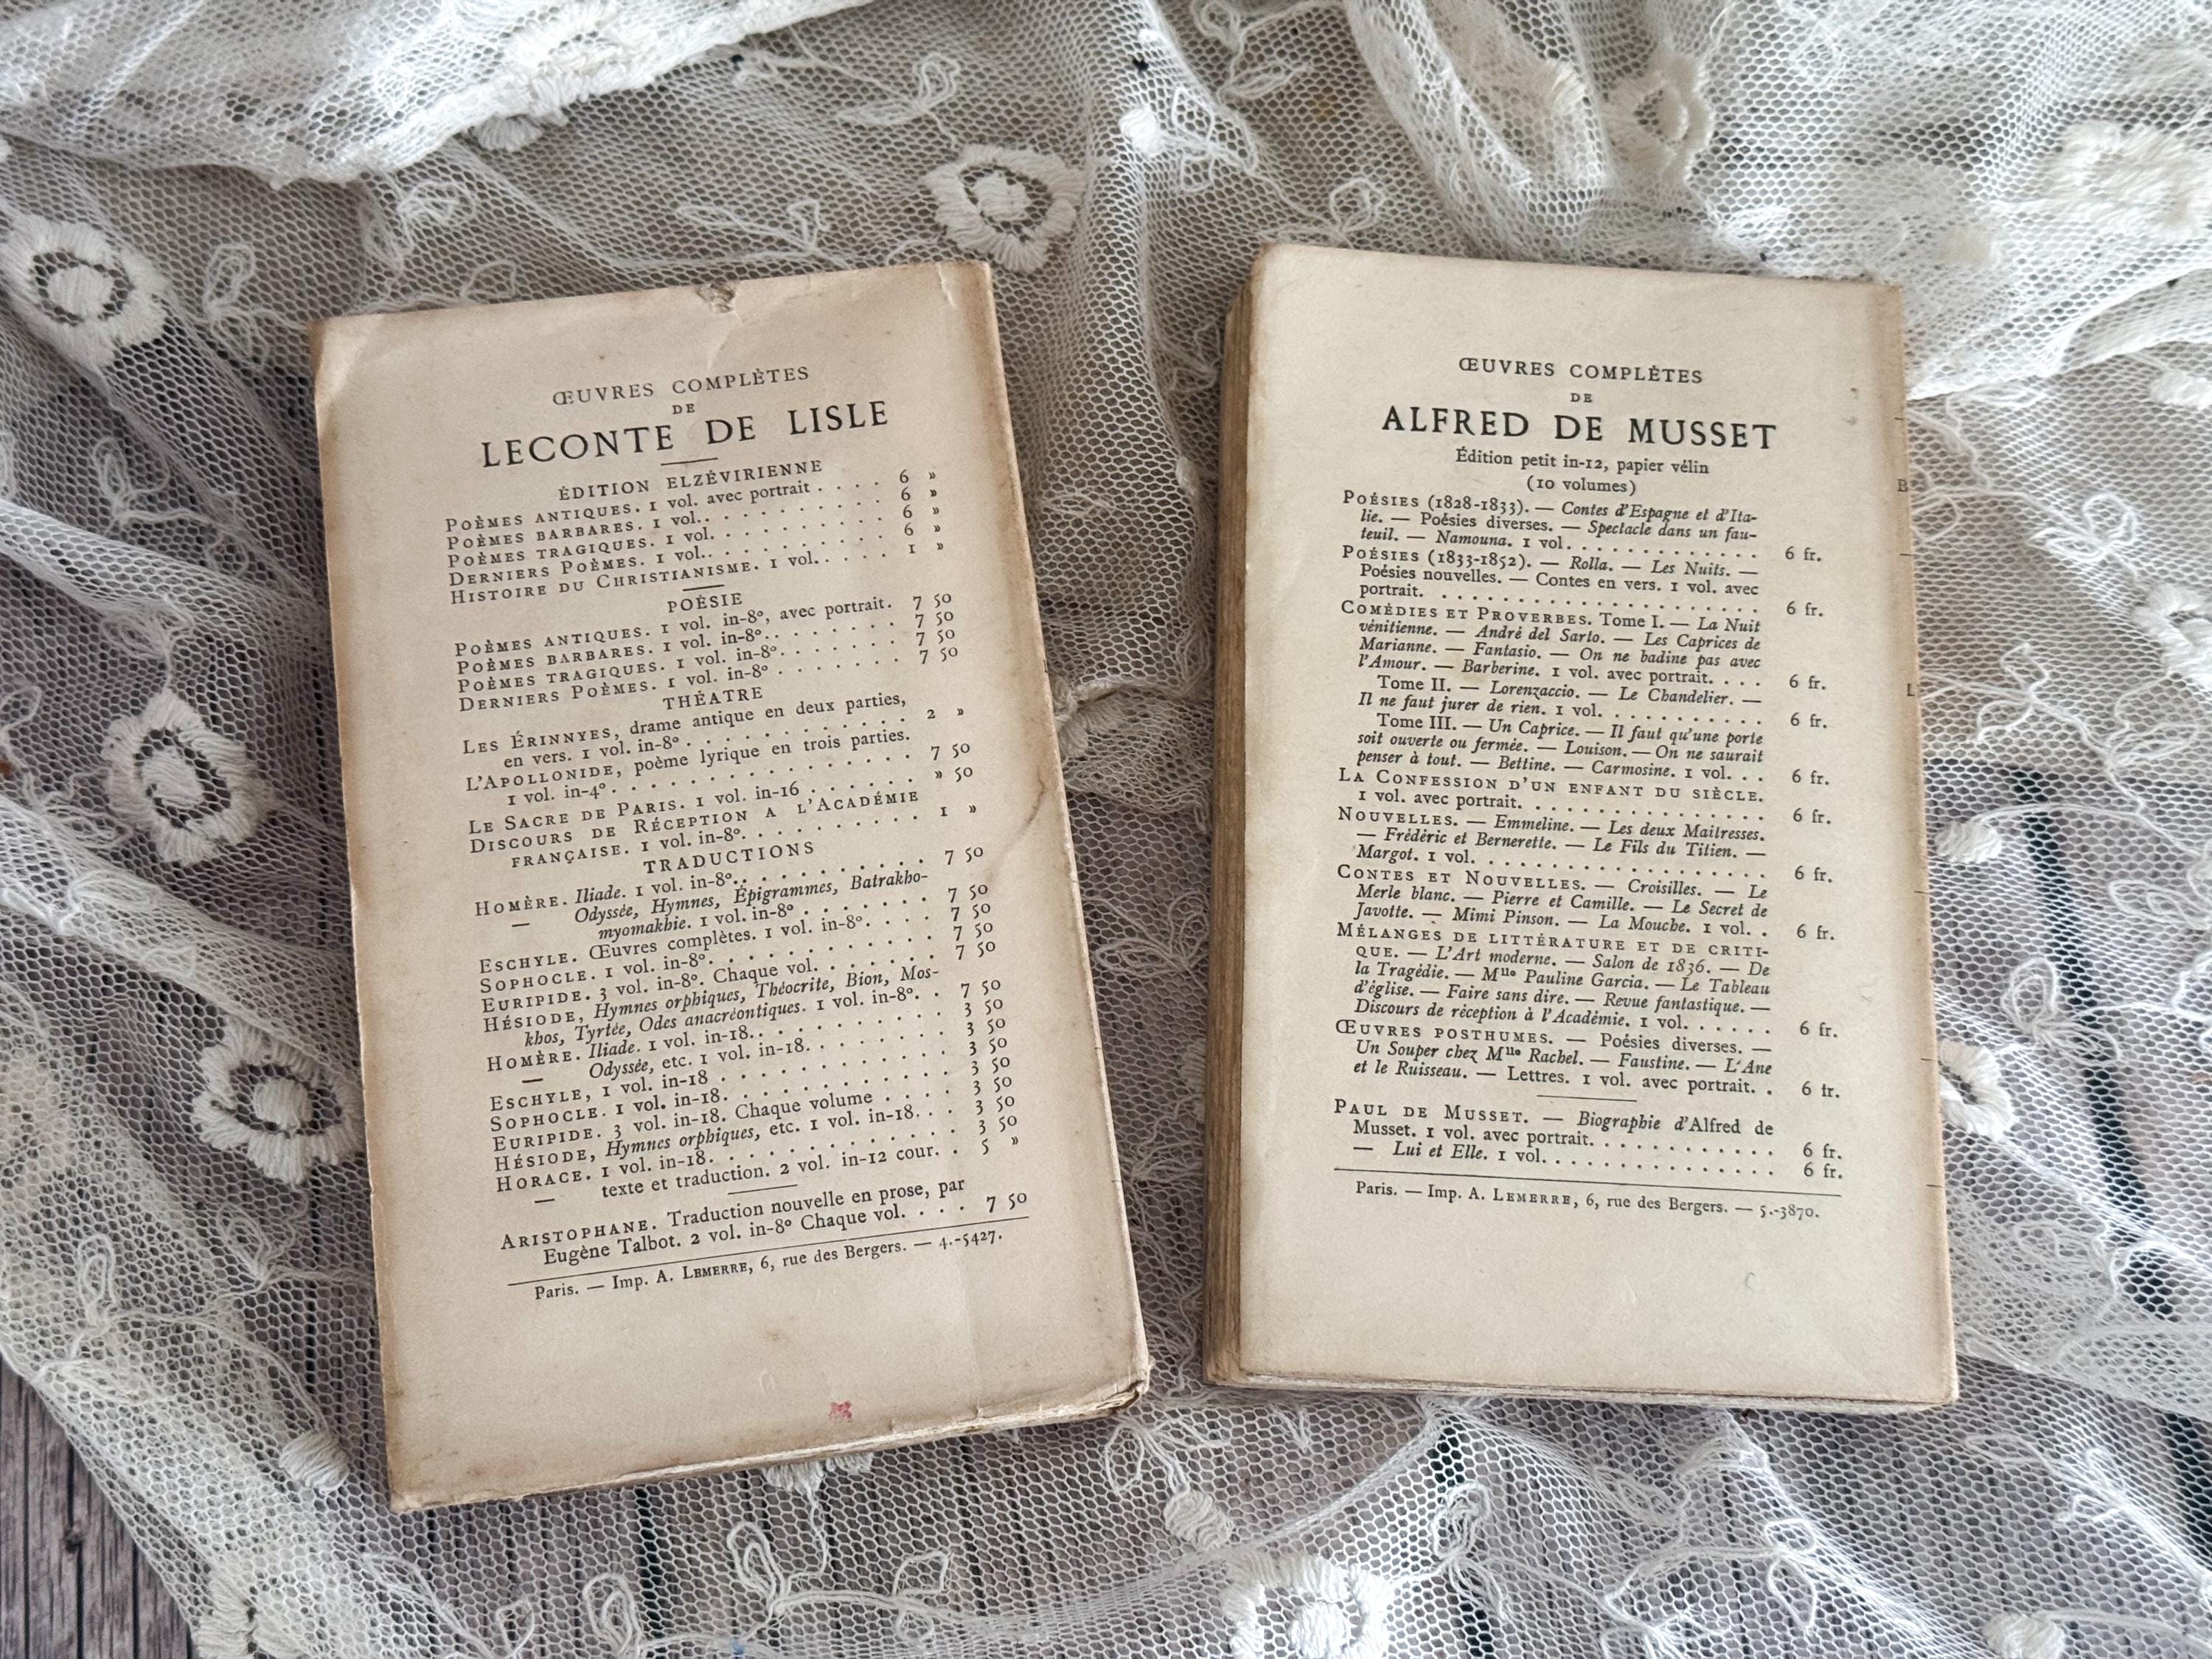 ŒUVRES COMPLÈTES
DE
LECONTE DE LISLE
ÉDITION ELZÉVIRIENNE
POÈMES ANTIQUES. 1 vol. avec portrait . . . . 6 »
POÈMES BARBARES. 1 vol. . . . . . . . . . . 6 »
POÈMES TRAGIQUES. 1 vol. . . . . . . . . . 6 »
DERNIERS POÈMES. 1 vol. . . . . . . . . . . 6 »
HISTOIRE DU CHRISTIANISME. 1 vol. . . . . 1 »
POÉSIE
POÈMES ANTIQUES. 1 vol. in-8º, avec portrait. 7 50
POÈMES BARBARES. 1 vol. in-8º. . . . . . . . 7 50
POÈMES TRAGIQUES. 1 vol. in-8º. . . . . . . 7 50
DERNIERS POÈMES. 1 vol. in-8º . . . . . . . 7 50
THÉATRE
LES ÉRINNYES, drame antique en deux parties,
en vers. 1 vol. in-8º . . . . . . . . . . . 2 »
L'APOLLONIDE, poème lyrique en trois parties.
1 vol. in-4º. . . . . . . . . . . . . . . 7 50
LE SACRE DE PARIS. 1 vol. in-16 . . . . . . » 50
DISCOURS DE RÉCEPTION A L'ACADÉMIE
FRANÇAISE. 1 vol. in-8º. . . . . . . . . . 1 »
TRADUCTIONS
HOMÈRE. Iliade. 1 vol. in-8º. . . . . . . . . 7 50
— Odyssée, Hymnes, Épigrammes, Batrakho-
myomakhie. 1 vol. in-8º . . . . . . . 7 50
ESCHYLE. Œuvres complètes. 1 vol. in-8º. . . . 7 50
SOPHOCLE. 1 vol. in-8º. . . . . . . . . . . 7 50
EURIPIDE. 3 vol. in-8º. Chaque vol. . . . . . 7 50
HÉSIODE, Hymnes orphiques, Théocrite, Bion, Mos-
khos, Tyrtée, Odes anacréontiques. 1 vol. in-8º. . 7 50
HOMÈRE. Iliade. 1 vol. in-18. . . . . . . . . 3 50
— Odyssée, etc. 1 vol. in-18. . . . . . . 3 50
ESCHYLE, 1 vol. in-18 . . . . . . . . . . . 3 50
SOPHOCLE. 1 vol. in-18. . . . . . . . . . . 3 50
EURIPIDE. 3 vol. in-18. Chaque volume . . . . 3 50
HÉSIODE, Hymnes orphiques, etc. 1 vol. in-18. . . 3 50
HORACE. 1 vol. in-18. . . . . . . . . . . . 3 50
— texte et traduction. 2 vol. in-12 cour. . 5 »
ARISTOPHANE. Traduction nouvelle en prose, par
Eugène Talbot. 2 vol. in-8º Chaque vol. . . . 7 50
Paris. — Imp. A. LEMERRE, 6, rue des Bergers. — 4.-5427.
ŒUVRES COMPLÈTES
DE
ALFRED DE MUSSET
Édition petit in-12, papier vélin
(10 volumes)
POÉSIES (1828-1833). — Contes d'Espagne et d'Ita-
lie. — Poésies diverses. — Spectacle dans un fau-
teuil. — Namouna. 1 vol. . . . . . . . . . . . 6 fr.
POÉSIES (1833-1852). — Rolla. — Les Nuits. —
Poésies nouvelles. — Contes en vers. 1 vol. avec
portrait. . . . . . . . . . . . . . . . . . . 6 fr.
COMÉDIES ET PROVERBES. Tome I. — La Nuit
vénitienne. — André del Sarto. — Les Caprices de
Marianne. — Fantasio. — On ne badine pas avec
l'Amour. — Barberine. 1 vol. avec portrait. . . . 6 fr.
Tome II. — Lorenzaccio. — Le Chandelier. —
Il ne faut jurer de rien. 1 vol. . . . . . . . . . 6 fr.
Tome III. — Un Caprice. — Il faut qu'une porte
soit ouverte ou fermée. — Louison. — On ne saurait
penser à tout. — Bettine. — Carmosine. 1 vol. . . 6 fr.
LA CONFESSION D'UN ENFANT DU SIÈCLE.
1 vol. avec portrait. . . . . . . . . . . . . . 6 fr.
NOUVELLES. — Emmeline. — Les deux Maitresses.
— Frédéric et Bernerette. — Le Fils du Titien. —
Margot. 1 vol. . . . . . . . . . . . . . . . 6 fr.
CONTES ET NOUVELLES. — Croisilles. — Le
Merle blanc. — Pierre et Camille. — Le Secret de
Javotte. — Mimi Pinson. — La Mouche. 1 vol. . 6 fr.
MÉLANGES DE LITTÉRATURE ET DE CRITI-
QUE. — L'Art moderne. — Salon de 1836. — De
la Tragédie. — Mlle Pauline Garcia. — Le Tableau
d'église. — Faire sans dire. — Revue fantastique. —
Discours de réception à l'Académie. 1 vol. . . . . . 6 fr.
ŒUVRES POSTHUMES. — Poésies diverses. —
Un Souper chez Mlle Rachel. — Faustine. — L'Ane
et le Ruisseau. — Lettres. 1 vol. avec portrait. . 6 fr.
PAUL DE MUSSET. — Biographie d'Alfred de
Musset. 1 vol. avec portrait. . . . . . . . . . . 6 fr.
— Lui et Elle. 1 vol. . . . . . . . . . . . . . 6 fr.
Paris. — Imp. A. LEMERRE, 6, rue des Bergers. — 5.-3870.